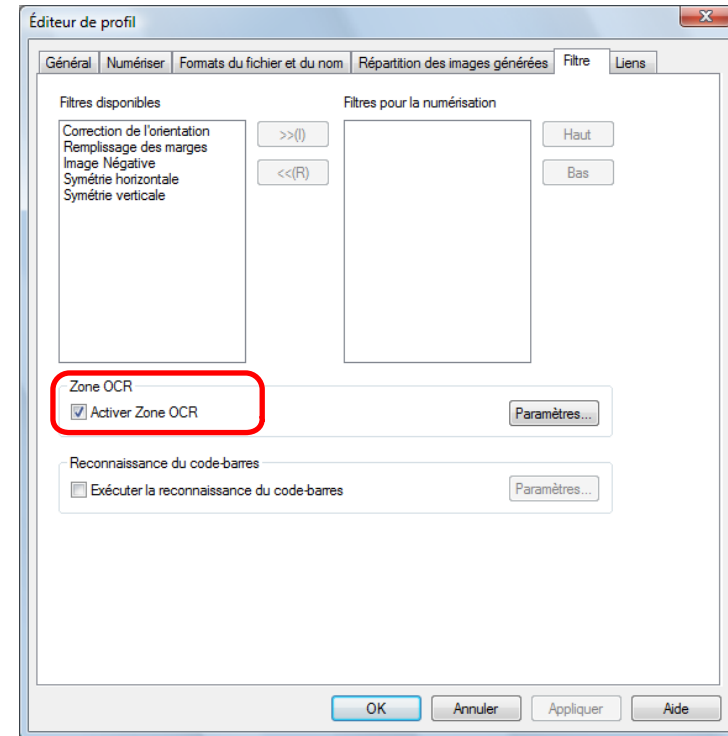 Éditeur de profil
Général Numériser Formats du fichier et du nom Répartition des images générées Filtre Liens
Filtres disponibles Filtres pour la numérisation
Correction de l'orientation
Remplissage des marges
Image Négative
Symétrie horizontale
Symétrie verticale
>>(I)
<<(R)
Haut
Bas
Zone OCR
Activer Zone OCR Paramètres...
Reconnaissance du code-barres
Exécuter la reconnaissance du code-barres Paramètres...
OK Annuler Appliquer Aide